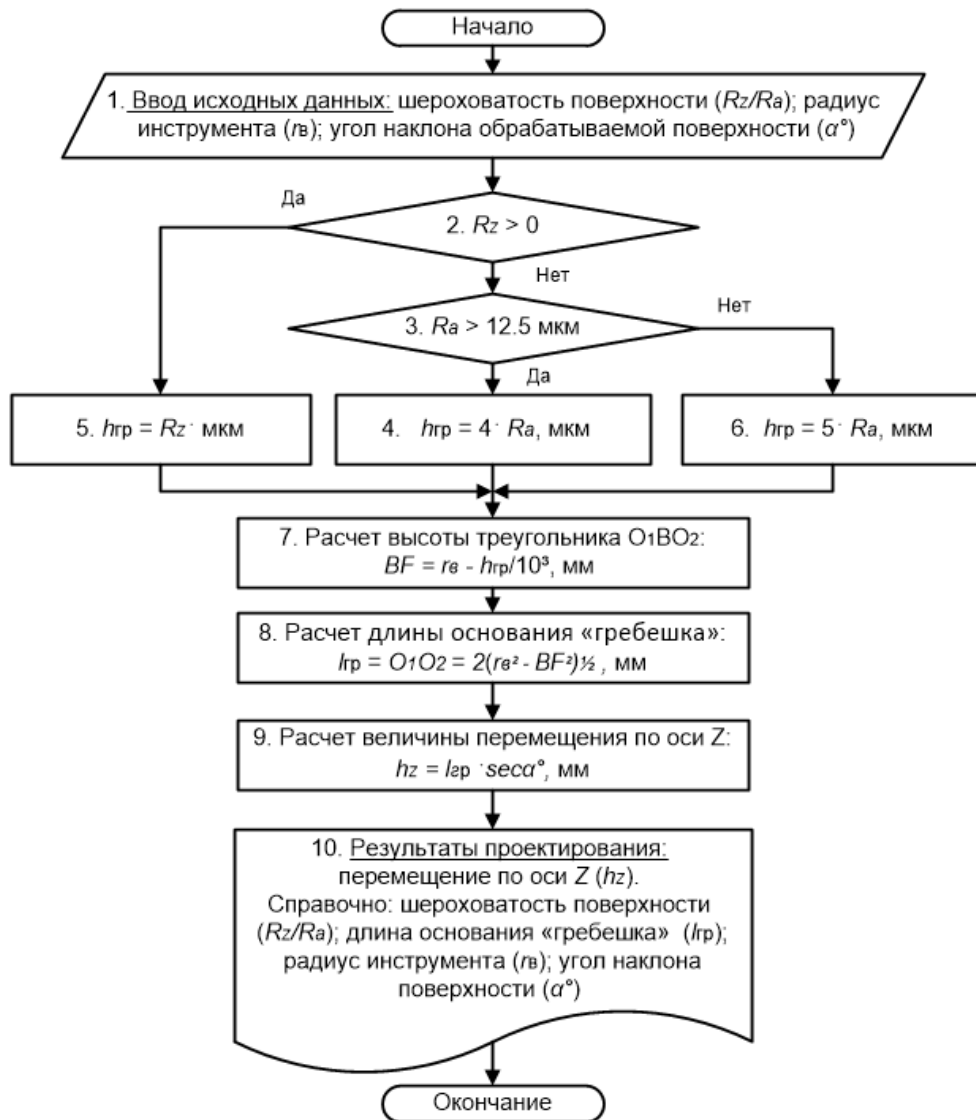 Начало
1. Ввод исходных данных: шероховатость поверхности (Rz/Ra); радиус
инструмента (rв); угол наклона обрабатываемой поверхности (α°)
Да
2. Rz > 0
Нет
3. Ra > 12.5 мкм
Нет
Да
5. hгр = Rz· мкм
4. hгр = 4· Ra, мкм
6. hгр = 5· Ra, мкм
7. Расчет высоты треугольника O1BO2:
BF = rв - hгр/10³, мм
8. Расчет длины основания «гребешка»:
lгр = O1O2 = 2(rв² - BF²)½ , мм
9. Расчет величины перемещения по оси Z:
hz = lгр ·secα°, мм
10. Результаты проектирования:
перемещение по оси Z (hz).
Справочно: шероховатость поверхности
(Rz/Ra); длина основания «гребешка» (lгр);
радиус инструмента (rв); угол наклона
поверхности (α°)
Окончание